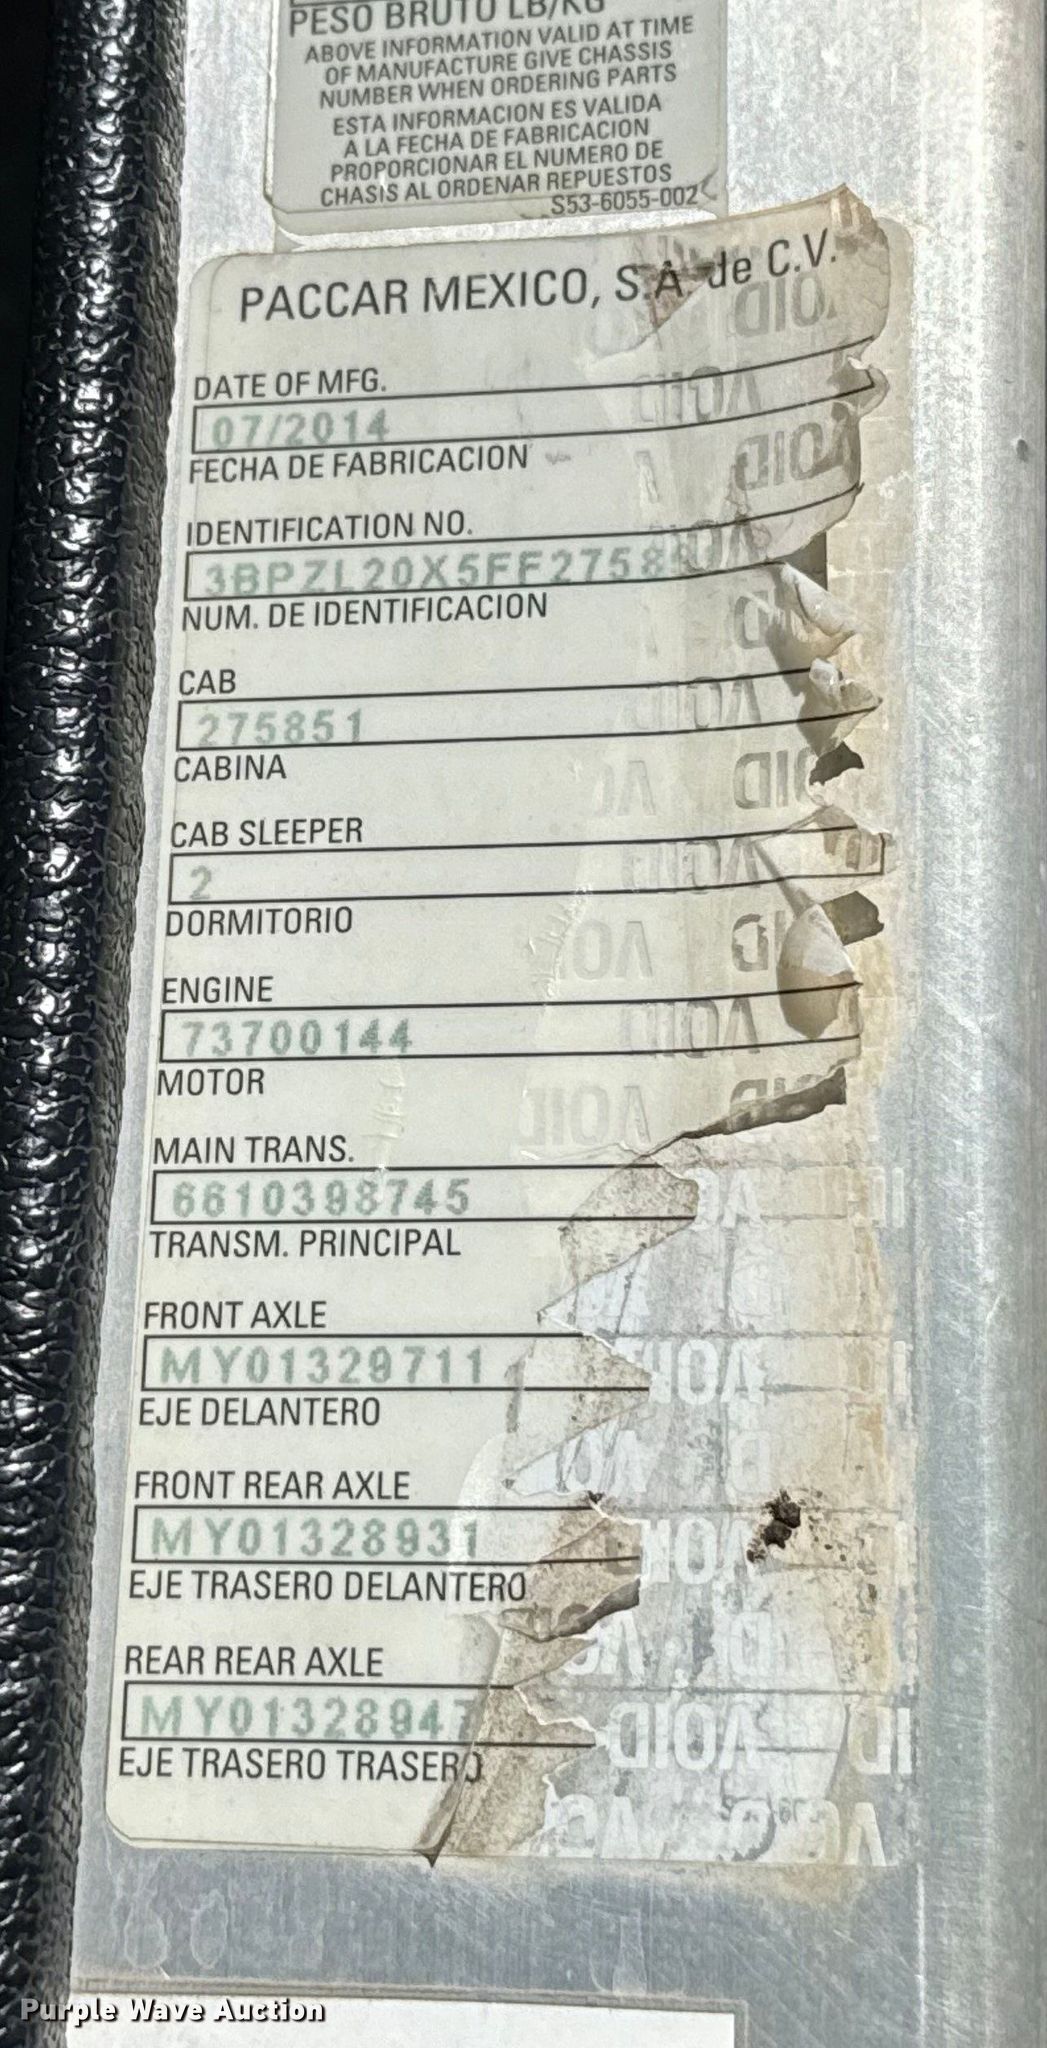 PESO BRUTO LB/KG
ABOVE INFORMATION VALID AT TIME
OF MANUFACTURE GIVE CHASSIS
NUMBER WHEN ORDERING PARTS
ESTA INFORMACION ES VALIDA
A LA FECHA DE FABRICACION
PROPORCIONAR EL NUMERO DE
CHASIS AL ORDENAR REPUESTOS
S53-6055-002
PACCAR MEXICO, S.A. de C.V.
DATE OF MFG.
07/2014
FECHA DE FABRICACION
IDENTIFICATION NO.
NUM. DE IDENTIFICACION
CAB
275851
CABINA
CAB SLEEPER
2
DORMITORIO
ENGINE
73700144
MOTOR
MAIN TRANS.
6610398745
TRANSM. PRINCIPAL
FRONT AXLE
MY01329711
EJE DELANTERO
FRONT REAR AXLE
MY01328931
EJE TRASERO DELANTERO
REAR REAR AXLE
MY01328947
EJE TRASERO TRASERO
Purple Wave Auction